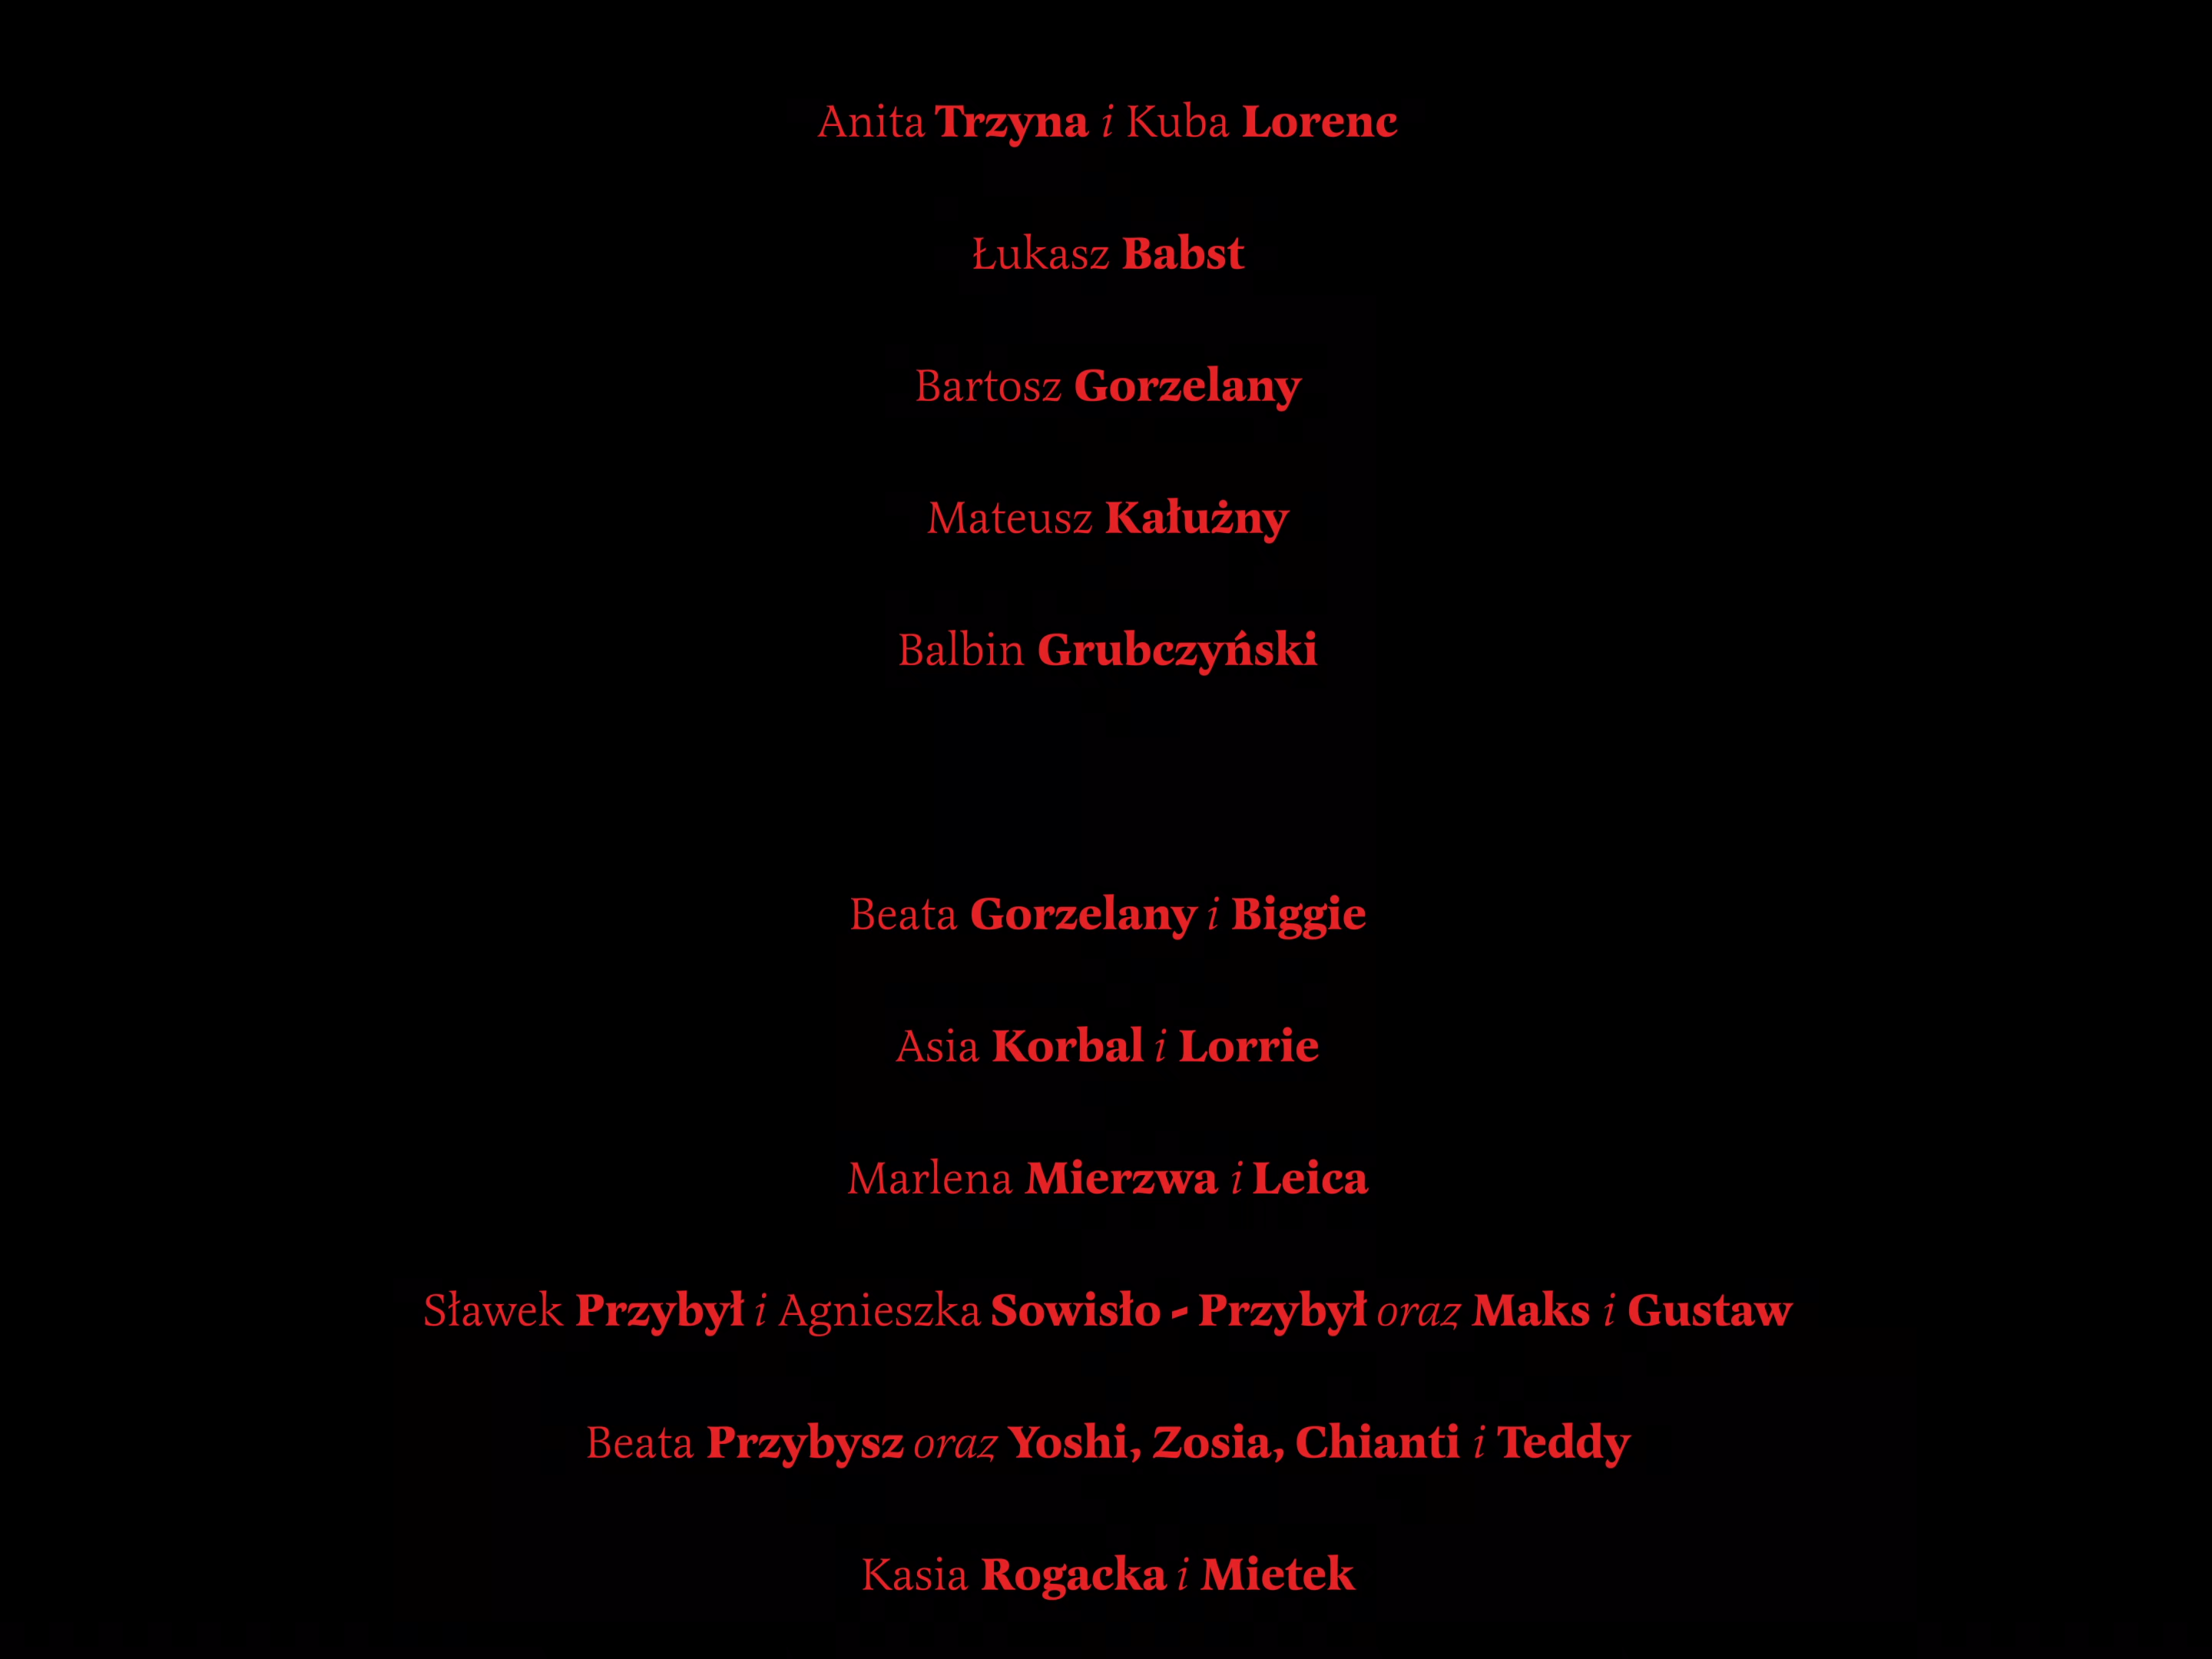 Anita Trzyna i Kuba Lorenc
Łukasz Babst
Bartosz Gorzelany
Mateusz Kałużny
Balbin Grubczyński
Beata Gorzelany i Biggie
Asia Korbal i Lorrie
Marlena Mierzwa i Leica
Sławek Przybył i Agnieszka Sowisło - Przybył oraz Maks i Gustaw
Beata Przybysz oraz Yoshi, Zosia, Chianti i Teddy
Kasia Rogacka i Mietek